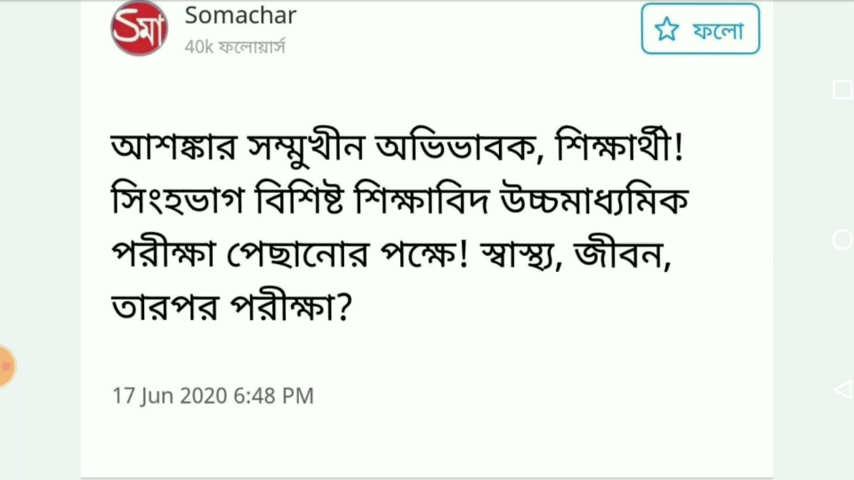 সমা
Somachar
40k ফলোয়ার্স
ফলো
আশঙ্কার সম্মুখীন অভিভাবক, শিক্ষার্থী!
সিংহভাগ বিশিষ্ট শিক্ষাবিদ উচ্চমাধ্যমিক
পরীক্ষা পেছানোর পক্ষে! স্বাস্থ্য, জীবন,
তারপর পরীক্ষা?
17 Jun 2020 6:48 PM